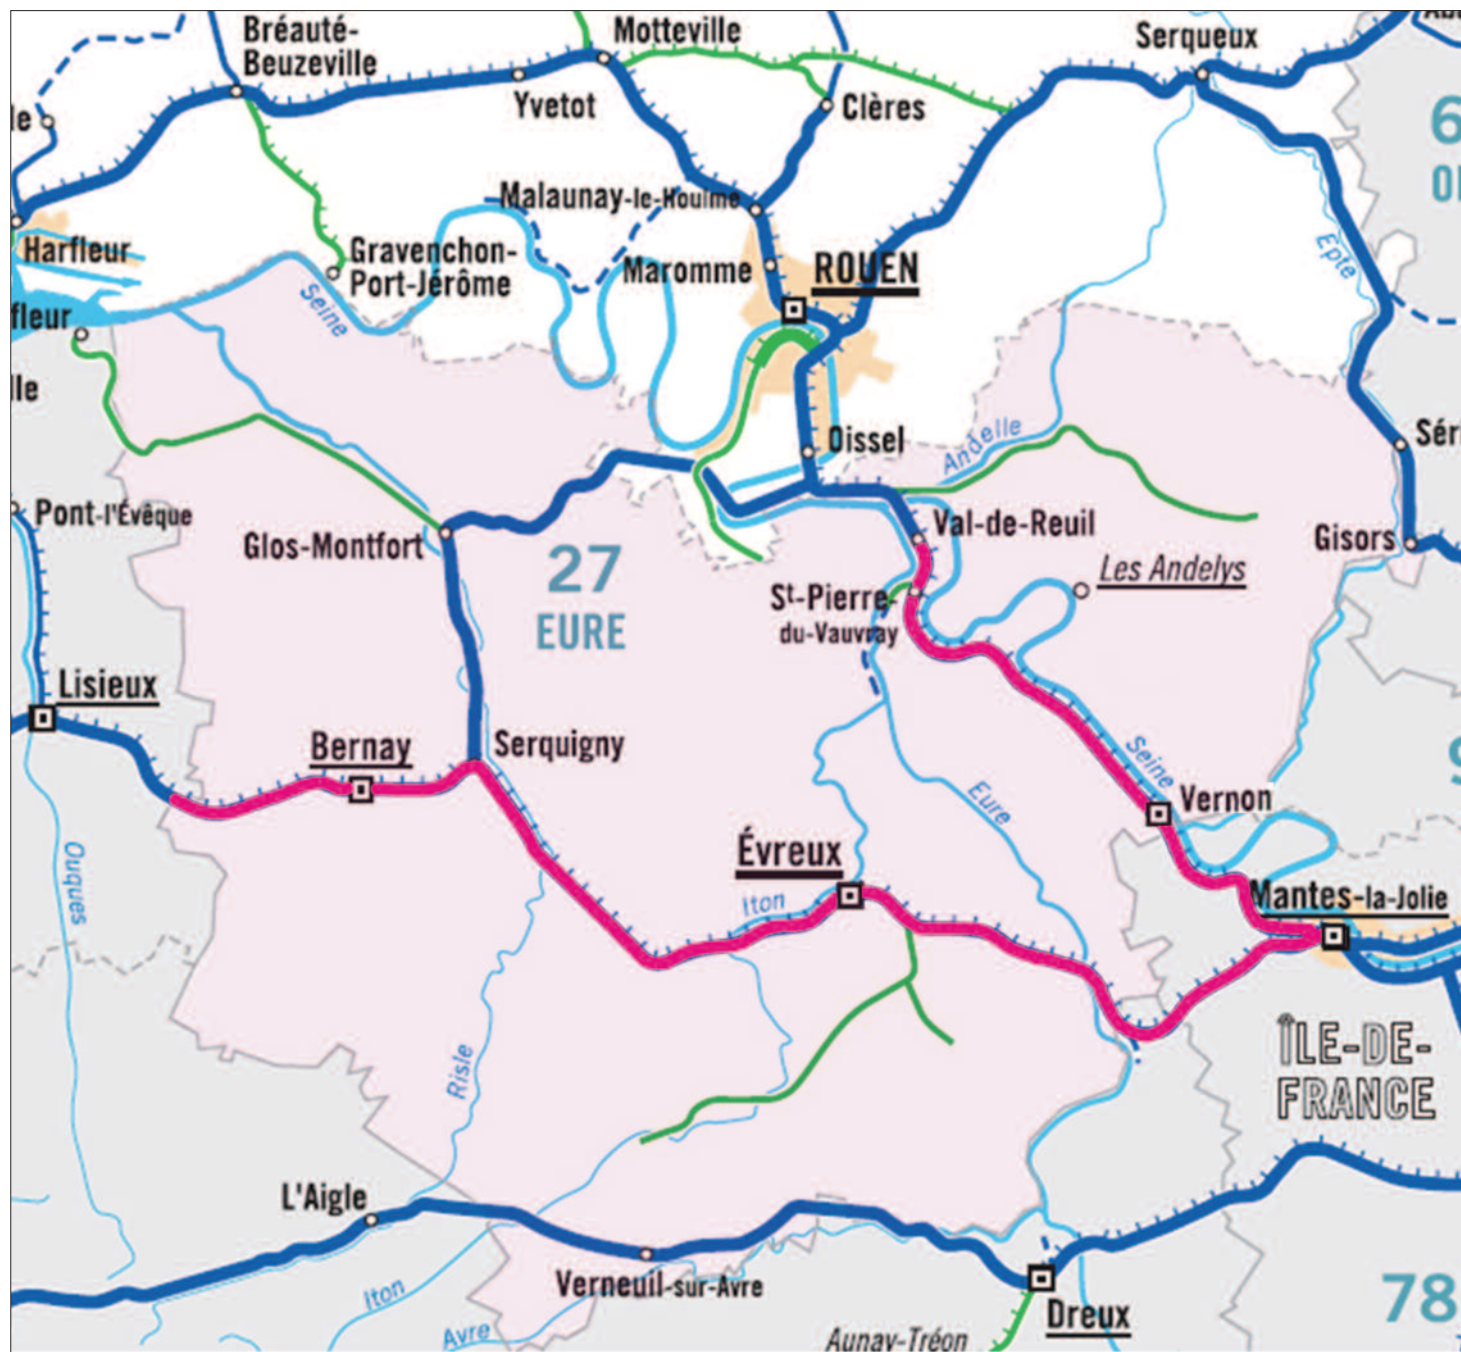 Bréauté-
Beuzeville
Motteville
Serqueux
Yvetot
Clères
le
Malaunay-le-Houlme
Harfleur
Gravenchon-
Port-Jérôme
Maromme
ROUEN
Epte
Seine
fleur
lle
Oissel
Andelle
Séri
Pont-l'Évêque
Glos-Montfort
Val-de-Reuil
Gisors
27
EURE
Les Andelys
St-Pierre-
du-Vauvray
Lisieux
Bernay
Serquigny
Seine
Vernon
Eure
Évreux
Ouques
Iton
Mantes-la-Jolie
ÎLE-DE-
FRANCE
Risle
L'Aigle
Verneuil-sur-Avre
Iton
Avre
Dreux
78
Aunay-Tréon